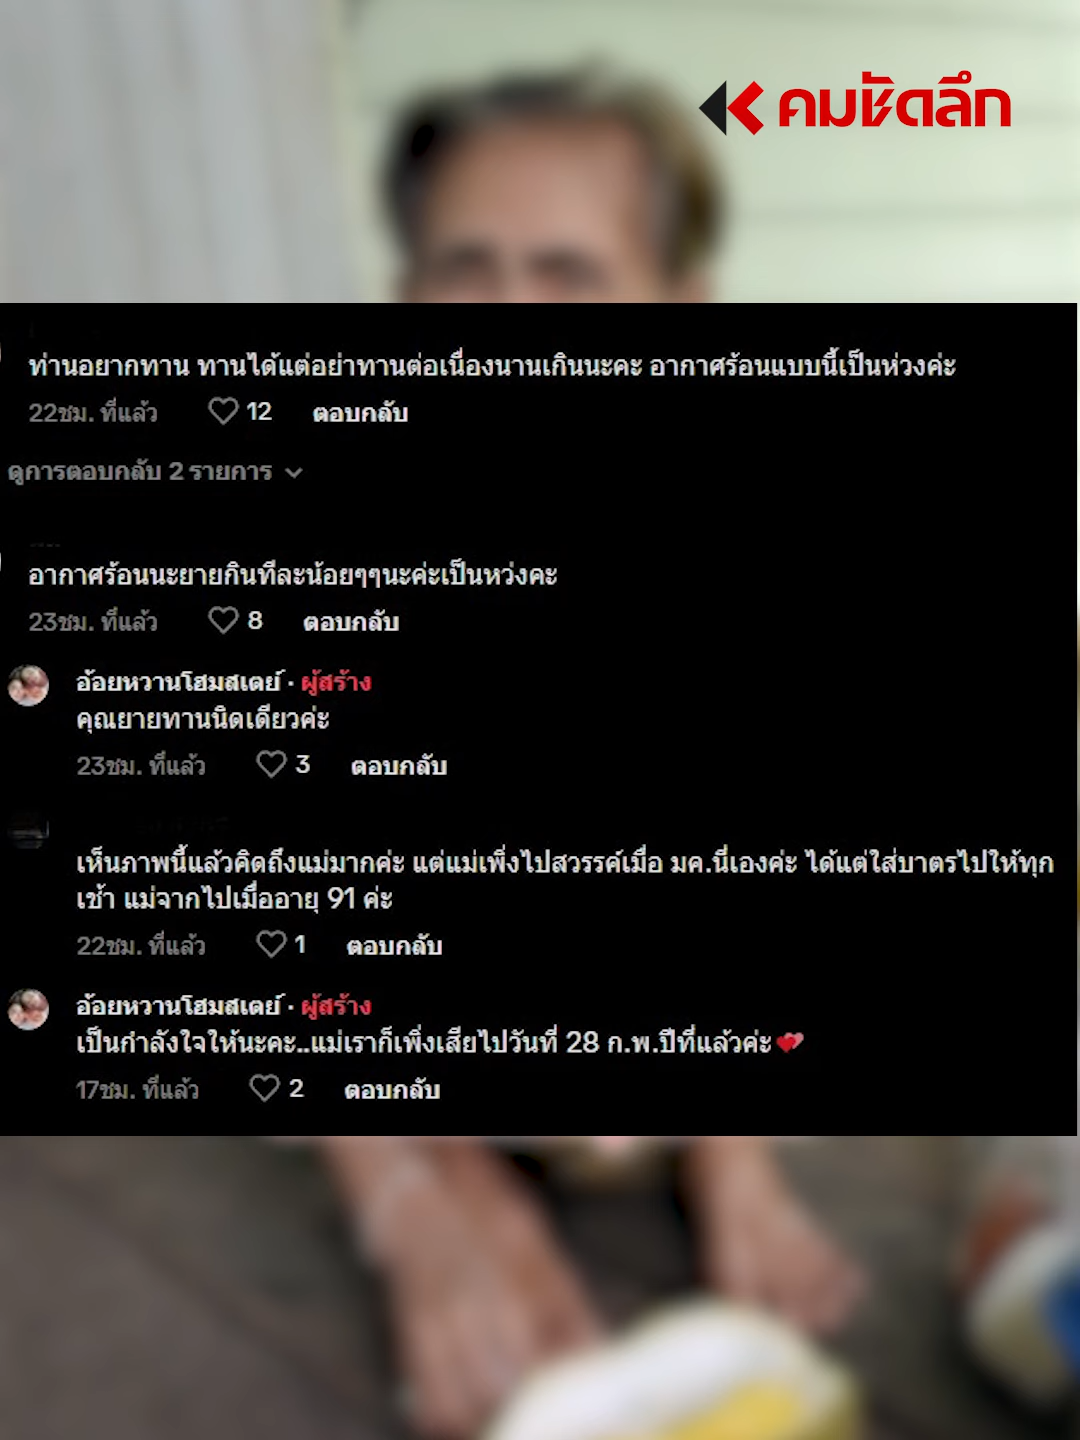 คมชัดลึก
ท่านอยากทาน ทานได้แต่อย่าทานต่อเนื่องนานเกินนะคะ อากาศร้อนแบบนี้เป็นห่วงค่ะ
22ชม. ที่แล้ว 12 ตอบกลับ
ดูการตอบกลับ 2 รายการ
อากาศร้อนนะยายกินทีละน้อยๆๆนะค่ะเป็นหว่งคะ
23ชม. ที่แล้ว 8 ตอบกลับ
อ้อยหวานโฮมสเตย์ · ผู้สร้าง
คุณยายทานนิดเดียวค่ะ
23ชม. ที่แล้ว 3 ตอบกลับ
เห็นภาพนี้แล้วคิดถึงแม่มากค่ะ แต่แม่เพิ่งไปสวรรค์เมื่อ มค.นี่เองค่ะ ได้แต่ใส่บาตรไปให้ทุก
เช้า แม่จากไปเมื่ออายุ 91 ค่ะ
22ชม. ที่แล้ว 1 ตอบกลับ
อ้อยหวานโฮมสเตย์ · ผู้สร้าง
เป็นกำลังใจให้นะคะ..แม่เราก็เพิ่งเสียไปวันที่ 28 ก.พ.ปีที่แล้วค่ะ💕
17ชม. ที่แล้ว 2 ตอบกลับ